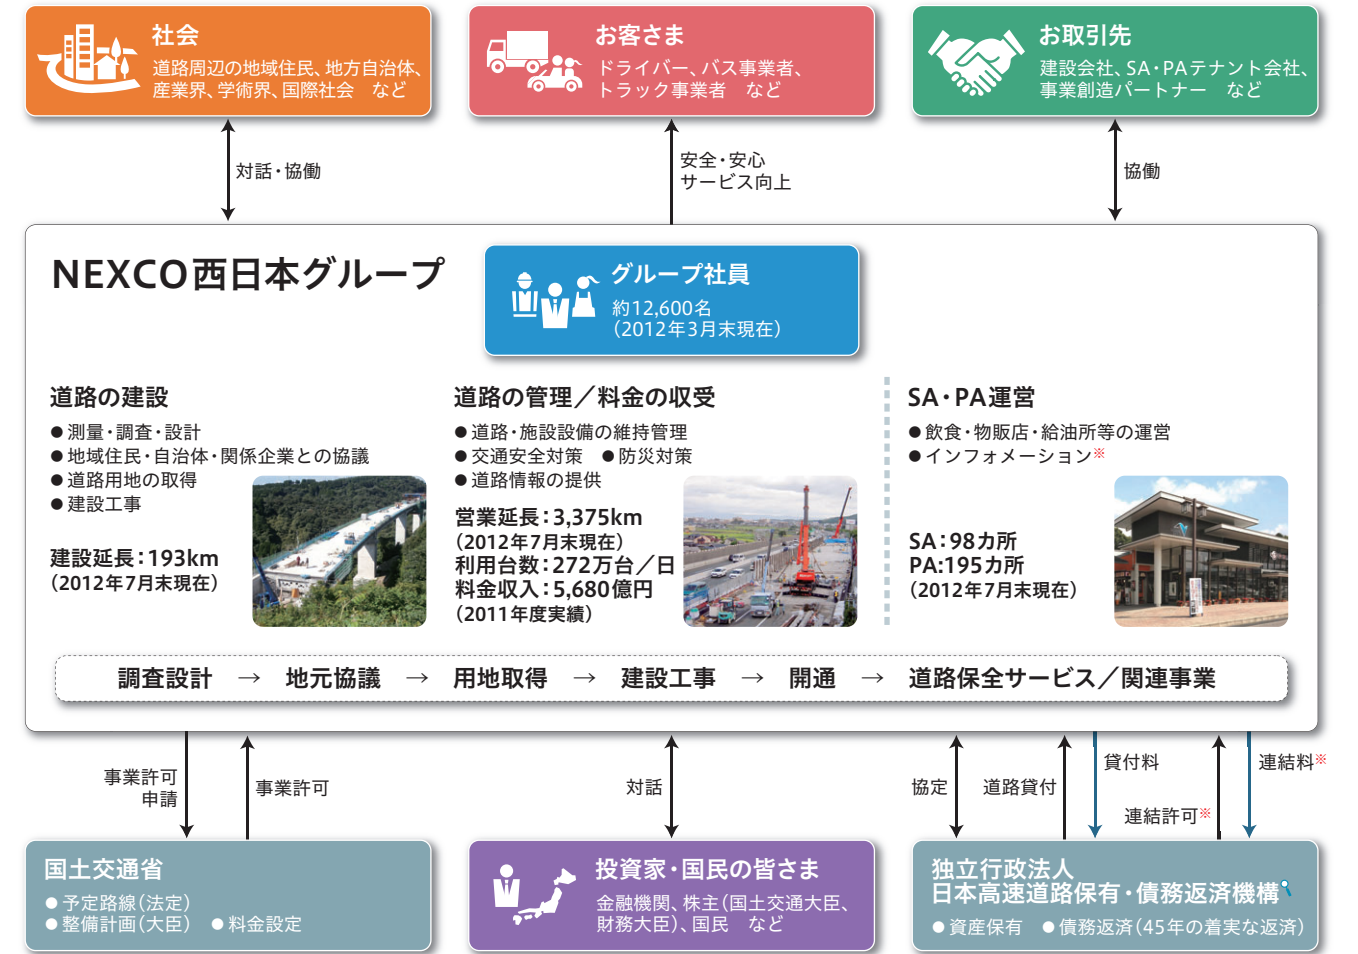 社会
道路周辺の地域住民、地方自治体、
産業界、学術界、国際社会　など
お客さま
ドライバー、バス事業者、
トラック事業者　など
お取引先
建設会社、SA・PAテナント会社、
事業創造パートナー　など
対話・協働
安全・安心
サービス向上
協働
NEXCO西日本グループ
グループ社員
約12,600名
（2012年3月末現在）
道路の建設
●測量・調査・設計
●地域住民・自治体・関係企業との協議
●道路用地の取得
●建設工事
建設延長：193km
（2012年7月末現在）
道路の管理／料金の収受
●道路・施設設備の維持管理
●交通安全対策　●防災対策
●道路情報の提供
営業延長：3,375km
（2012年7月末現在）
利用台数：272万台／日
料金収入：5,680億円
（2011年度実績）
SA・PA運営
●飲食・物販店・給油所等の運営
●インフォメーション※
SA：98カ所
PA:195カ所
（2012年7月末現在）
調査設計　→　地元協議　→　用地取得　→　建設工事　→　開通　→　道路保全サービス／関連事業
事業許可
申請
事業許可
対話
協定
道路貸付
貸付料
連結許可※
連結料※
国土交通省
●予定路線（法定）
●整備計画（大臣）　●料金設定
投資家・国民の皆さま
金融機関、株主（国土交通大臣、
財務大臣）、国民　など
独立行政法人
日本高速道路保有・債務返済機構
●資産保有　●債務返済（45年の着実な返済）